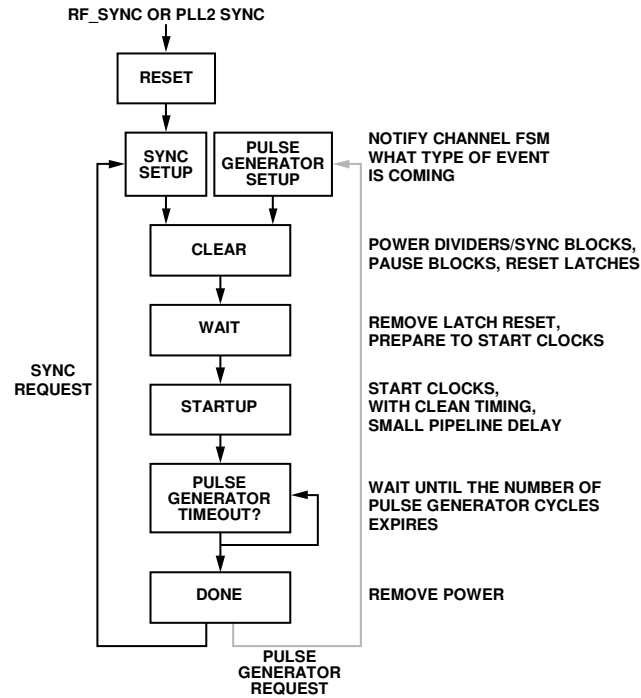 RF_SYNC OR PLL2 SYNC
RESET
SYNC
SETUP
PULSE
GENERATOR
SETUP
NOTIFY CHANNEL FSM
WHAT TYPE OF EVENT
IS COMING
CLEAR
POWER DIVIDERS/SYNC BLOCKS,
PAUSE BLOCKS, RESET LATCHES
WAIT
REMOVE LATCH RESET,
PREPARE TO START CLOCKS
SYNC
REQUEST
STARTUP
START CLOCKS,
WITH CLEAN TIMING,
SMALL PIPELINE DELAY
PULSE
GENERATOR
TIMEOUT?
WAIT UNTIL THE NUMBER OF
PULSE GENERATOR CYCLES
EXPIRES
DONE
REMOVE POWER
PULSE
GENERATOR
REQUEST